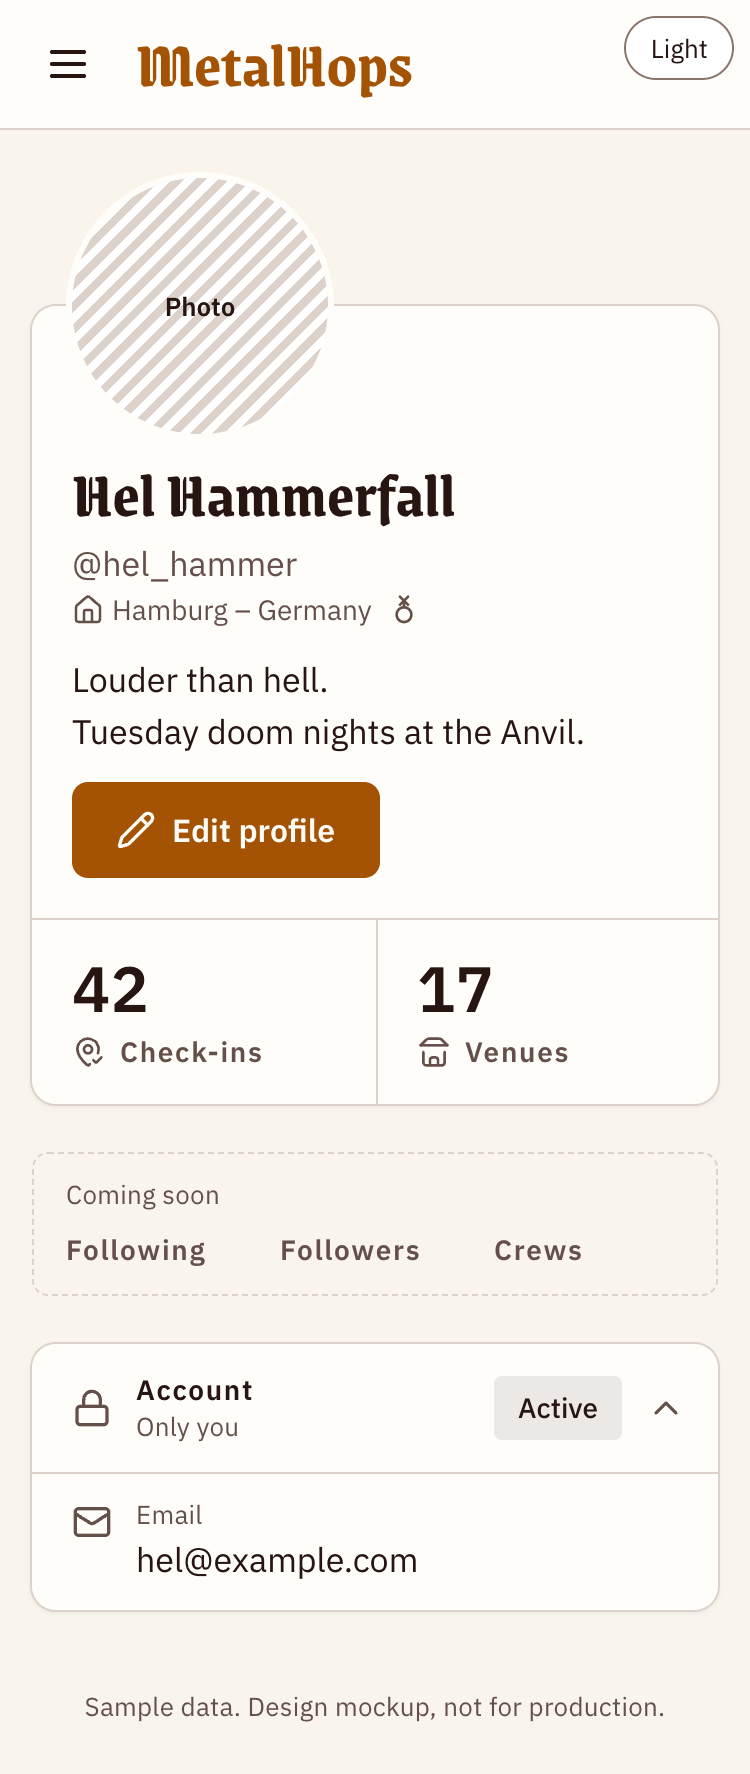 MetalHops
Light
Photo
Hel Hammerfall
@hel_hammer
Hamburg – Germany
Louder than hell.
Tuesday doom nights at the Anvil.
Edit profile
42
Check-ins
17
Venues
Coming soon
Following Followers Crews
Account
Only you
Active
Email
hel@example.com
Sample data. Design mockup, not for production.